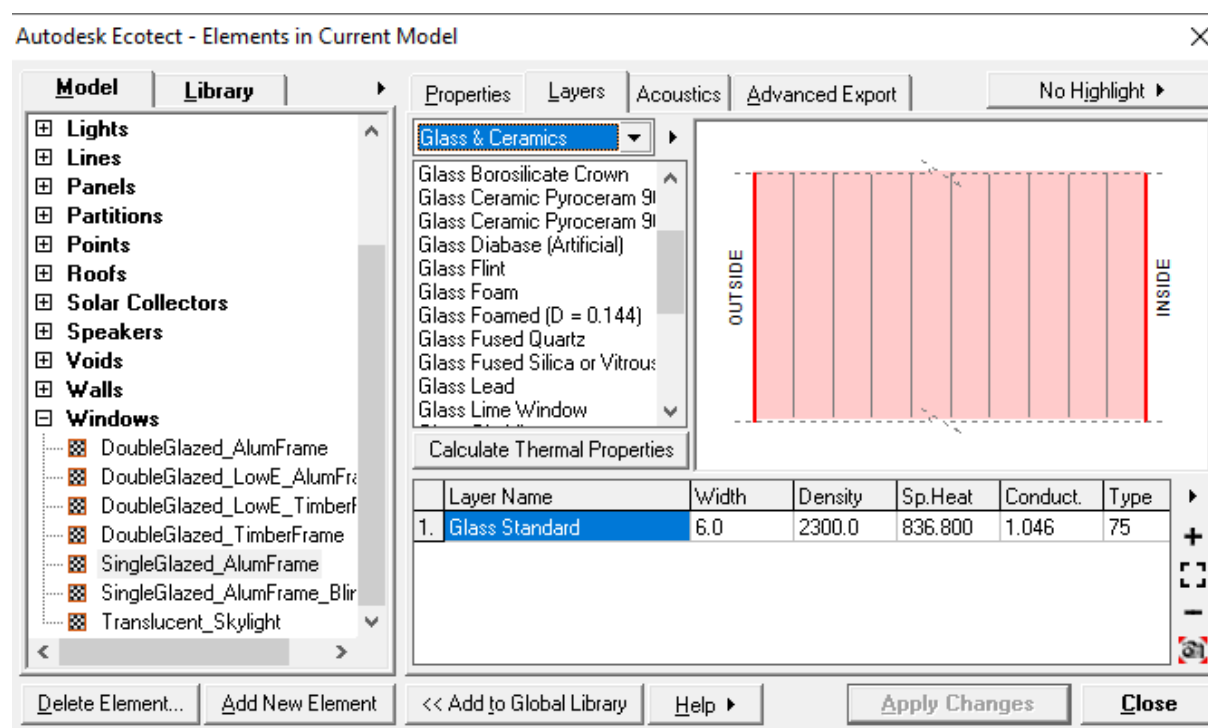 Autodesk Ecotect - Elements in Current Model
Model
Library
Lights
Lines
Panels
Partitions
Points
Roofs
Solar Collectors
Speakers
Voids
Walls
Windows
DoubleGlazed_AlumFrame
DoubleGlazed_LowE_AlumFra
DoubleGlazed_LowE_TimberF
DoubleGlazed_TimberFrame
SingleGlazed_AlumFrame
SingleGlazed_AlumFrame_Blin
Translucent_Skylight
Delete Element...
Add New Element
Properties
Layers
Acoustics
Advanced Export
No Highlight
Glass & Ceramics
Glass Borosilicate Crown
Glass Ceramic Pyroceram 9
Glass Ceramic Pyroceram 9
Glass Diabase (Artificial)
Glass Flint
Glass Foam
Glass Foamed (D = 0.144)
Glass Fused Quartz
Glass Fused Silica or Vitrous
Glass Lead
Glass Lime Window
Calculate Thermal Properties
OUTSIDE
INSIDE
Layer Name Width Density Sp.Heat Conduct. Type
1. Glass Standard 6.0 2300.0 836.800 1.046 75
<< Add to Global Library
Help
Apply Changes
Close